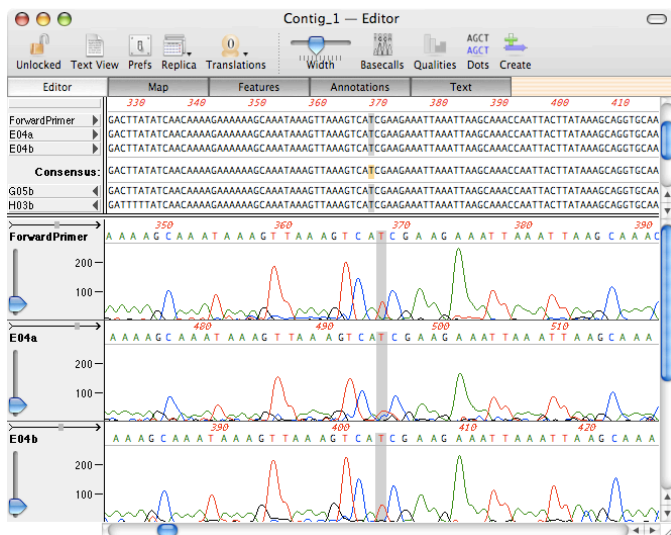 Contig_1 — Editor
AGCT
AGCT
Unlocked Text View Prefs Replica Translations Width Basecalls Qualities Dots Create
Editor Map Features Annotations Text
330 340 350 360 370 380 390 400 410
ForwardPrimer GACTTATATCAACAAAAGAAAAAAGCAAATAAAGTTAAAGTCATCGAAGAAATTAAATTAAGCAAACCAATTACTTATAAAGCAGGTGCAA
E04a GACTTATATCAACAAAAGAAAAAAGCAAATAAAGTTAAAGTCATCGAAGAAATTAAATTAAGCAAACCAATTACTTATAAAGCAGGTGCAA
E04b GACTTATATCAACAAAAGAAAAAAGCAAATAAAGTTAAAGTCATCGAAGAAATTAAATTAAGCAAACCAATTACTTATAAAGCAGGTGCAA
Consensus: GACTTATATCAACAAAAGAAAAAAGCAAATAAAGTTAAAGTCATCGAAGAAATTAAATTAAGCAAACCAATTACTTATAAAGCAGGTGCAA
G05b GACTTATATCAACAAAAGAAAAAAGCAAATAAAGTTAAAGTCATCGAAGAAATTAAATTAAGCAAACCAATTACTTATAAAGCAGGTGCAA
H03b GATTTTTATCAACAAAAGAAAAAAGCAAATAAAGTTAAAGTCATCGAAGAAATTAAATTAAGCAAACCAATTACTTATAAAGCAGGTGCAA
350 360 370 380 390
ForwardPrimer A A A A G C A A A T A A A G T T A A A G T C A T C G A A G A A A T T A A A T T A A G C A A A C
200
100
480 490 500 510
E04a A A A A G C A A A T A A A G T T A A A G T C A T C G A A G A A A T T A A A T T A A G C A A A
200
100
390 400 410 420
E04b A A A G C A A A T A A A G T T A A A G T C A T C G A A G A A A T T A A A T T A A G C A A A
200
100